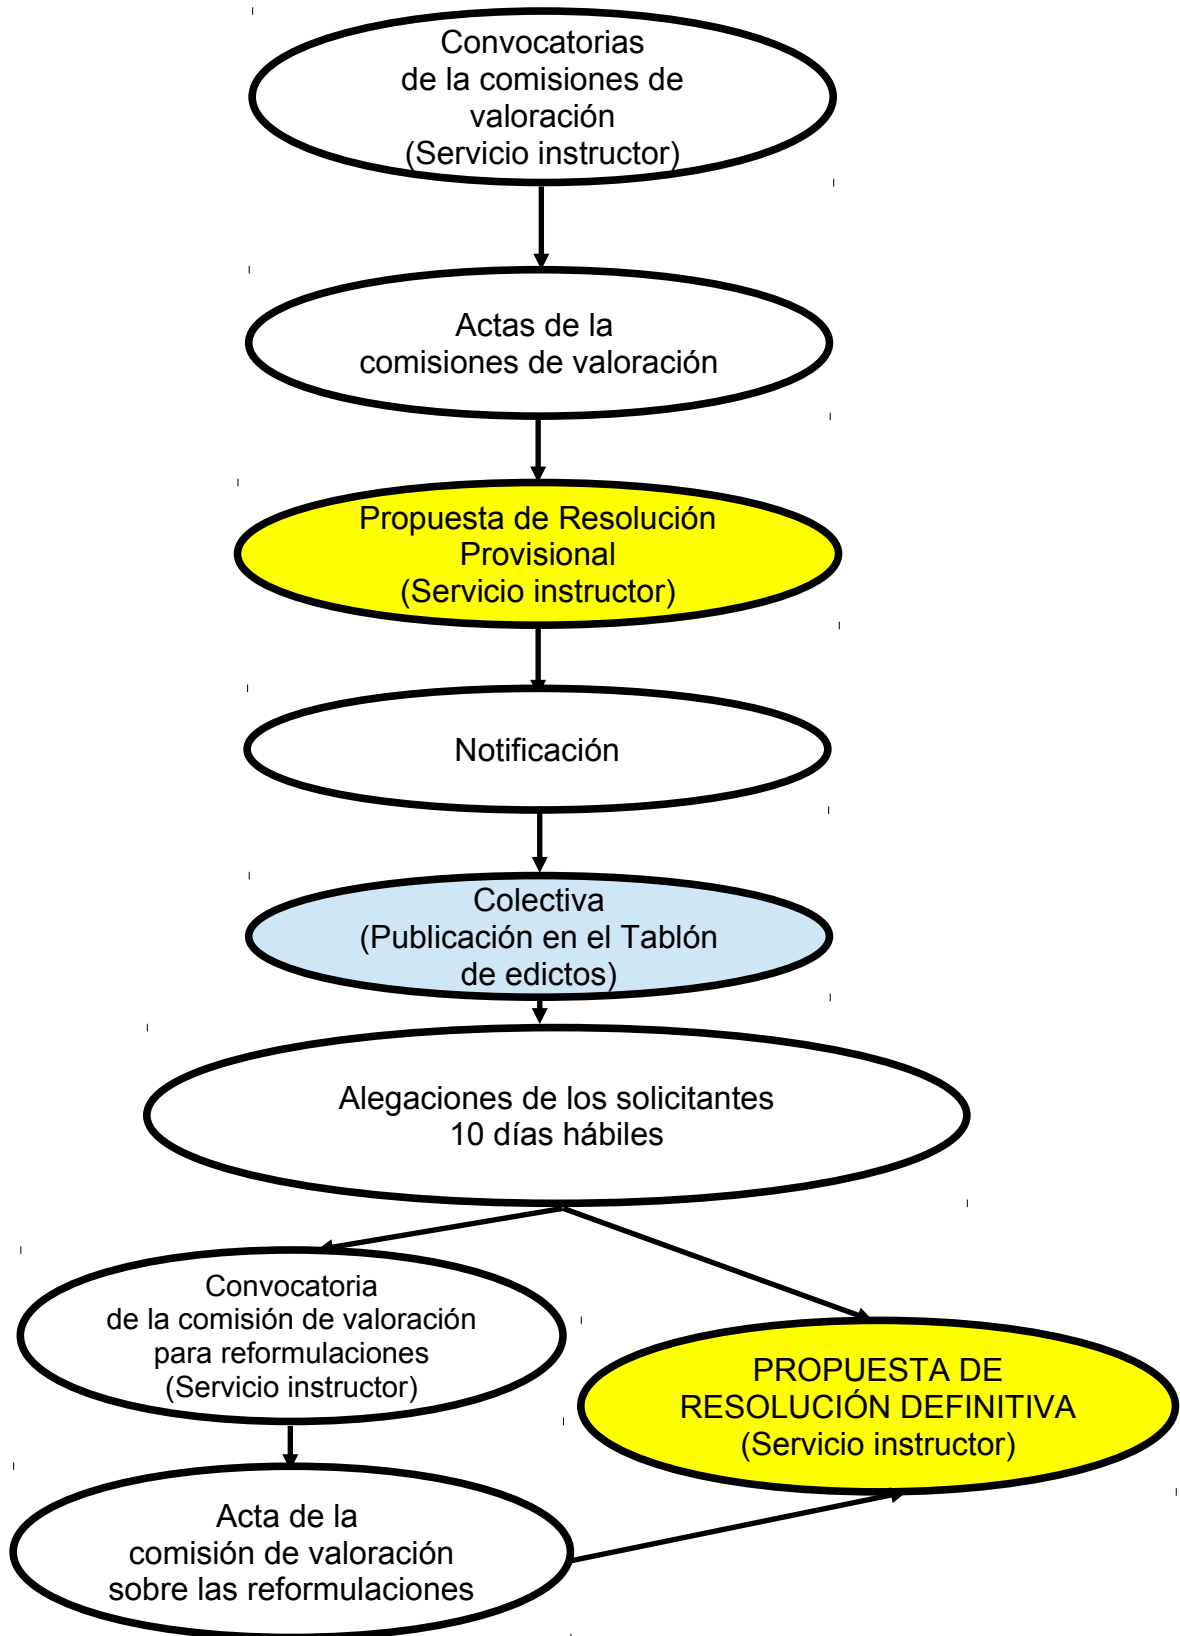 Convocatorias
de la comisiones de
valoración
(Servicio instructor)
Actas de la
comisiones de valoración
Propuesta de Resolución
Provisional
(Servicio instructor)
Notificación
Colectiva
(Publicación en el Tablón
de edictos)
Alegaciones de los solicitantes
10 días hábiles
Convocatoria
de la comisión de valoración
para reformulaciones
(Servicio instructor)
PROPUESTA DE
RESOLUCIÓN DEFINITIVA
(Servicio instructor)
Acta de la
comisión de valoración
sobre las reformulaciones